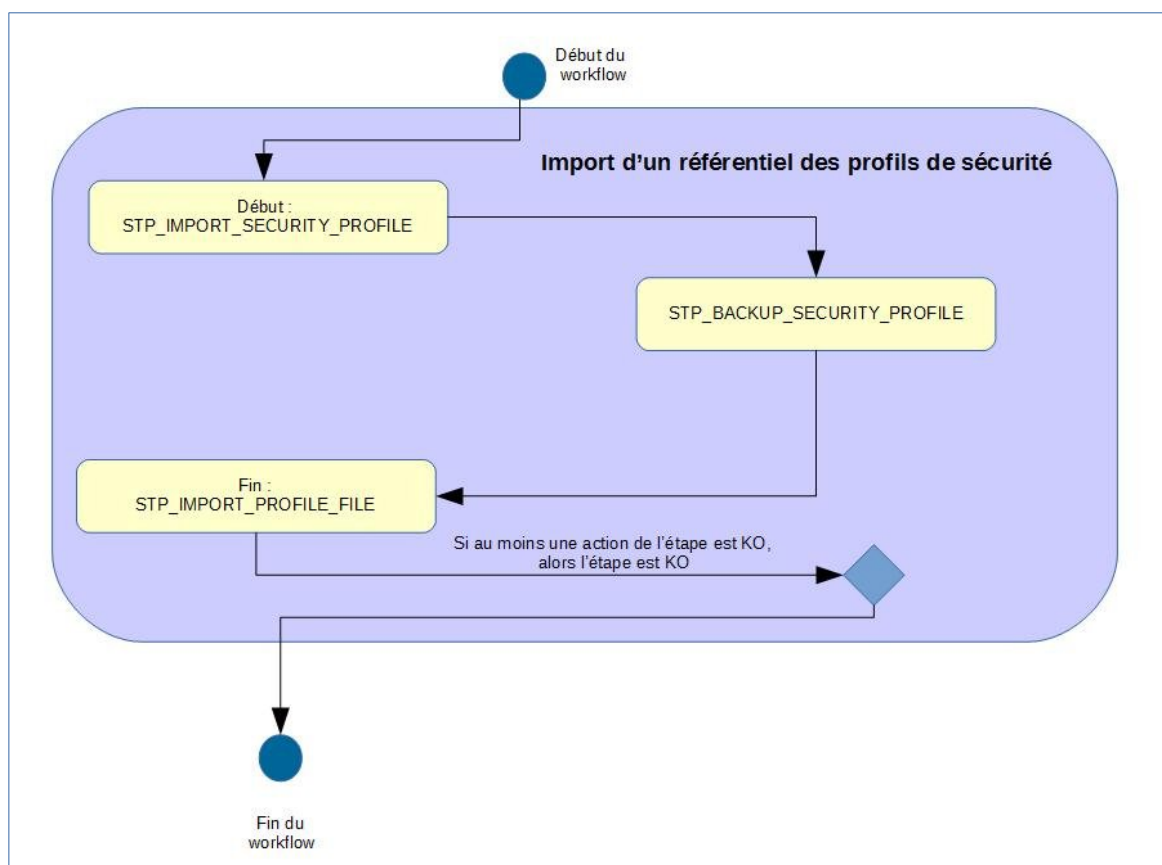 Début du
workflow
Import d’un référentiel des profils de sécurité
Début :
STP_IMPORT_SECURITY_PROFILE
STP_BACKUP_SECURITY_PROFILE
Fin :
STP_IMPORT_PROFILE_FILE
Si au moins une action de l’étape est KO,
alors l’étape est KO
Fin du
workflow